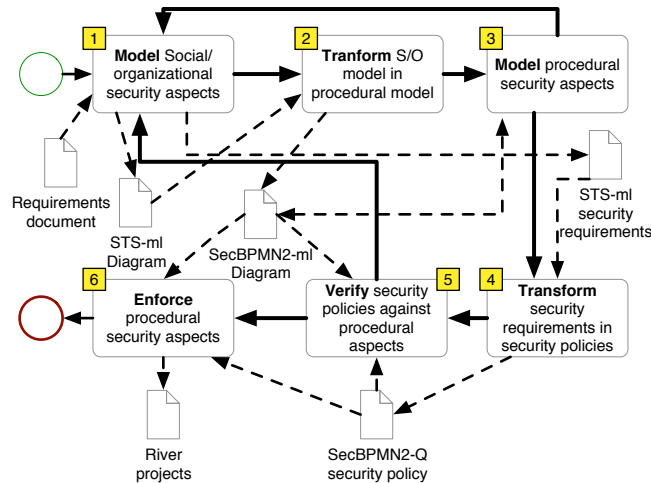 1
Model Social/
organizational
security aspects
2
Tranform S/O
model in
procedural model
3
Model procedural
security aspects
Requirements
document
STS-ml
Diagram
SecBPMN2-ml
Diagram
STS-ml
security
requirements
6
Enforce
procedural
security aspects
5
Verify security
policies against
procedural
aspects
4
Transform
security
requirements in
security policies
River
projects
SecBPMN2-Q
security policy